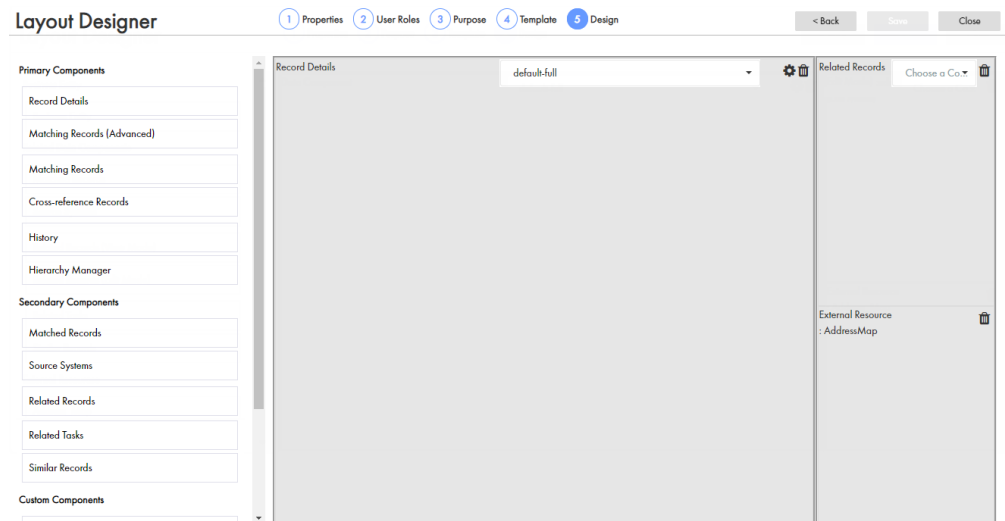 Layout Designer
1 Properties 2 User Roles 3 Purpose 4 Template 5 Design
< Back Save Close
Primary Components
Record Details
Matching Records (Advanced)
Matching Records
Cross-reference Records
History
Hierarchy Manager
Secondary Components
Matched Records
Source Systems
Related Records
Related Tasks
Similar Records
Custom Components
Record Details
default-full
Related Records
Choose a Co..
External Resource
: AddressMap